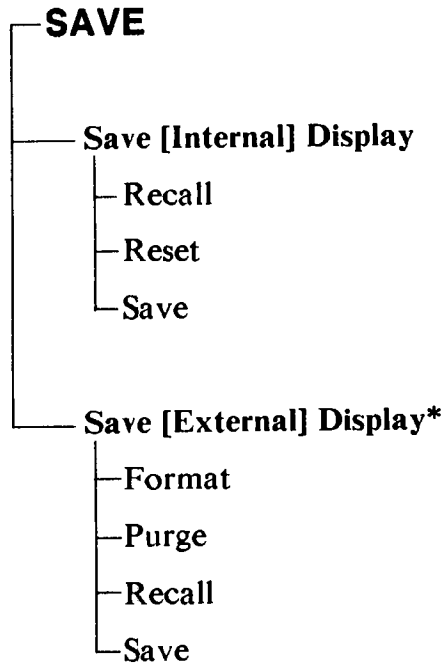 SAVE
Save [Internal] Display
Recall
Reset
Save
Save [External] Display*
Format
Purge
Recall
Save